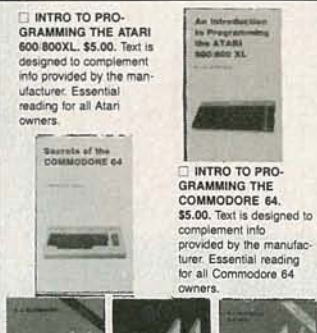 ☐ INTRO TO PRO-
GRAMMING THE ATARI
600/800XL. $5.00. Text is
designed to complement
info provided by the man-
ufacturer. Essential
reading for all Atari
owners.
An Introduction
to Programming
the ATARI
600/800 XL
Secrets of the
COMMODORE 64
☐ INTRO TO PRO-
GRAMMING THE
COMMODORE 64.
$5.00. Text is designed to
complement info
provided by the manufac-
turer. Essential reading
for all Commodore 64
owners.